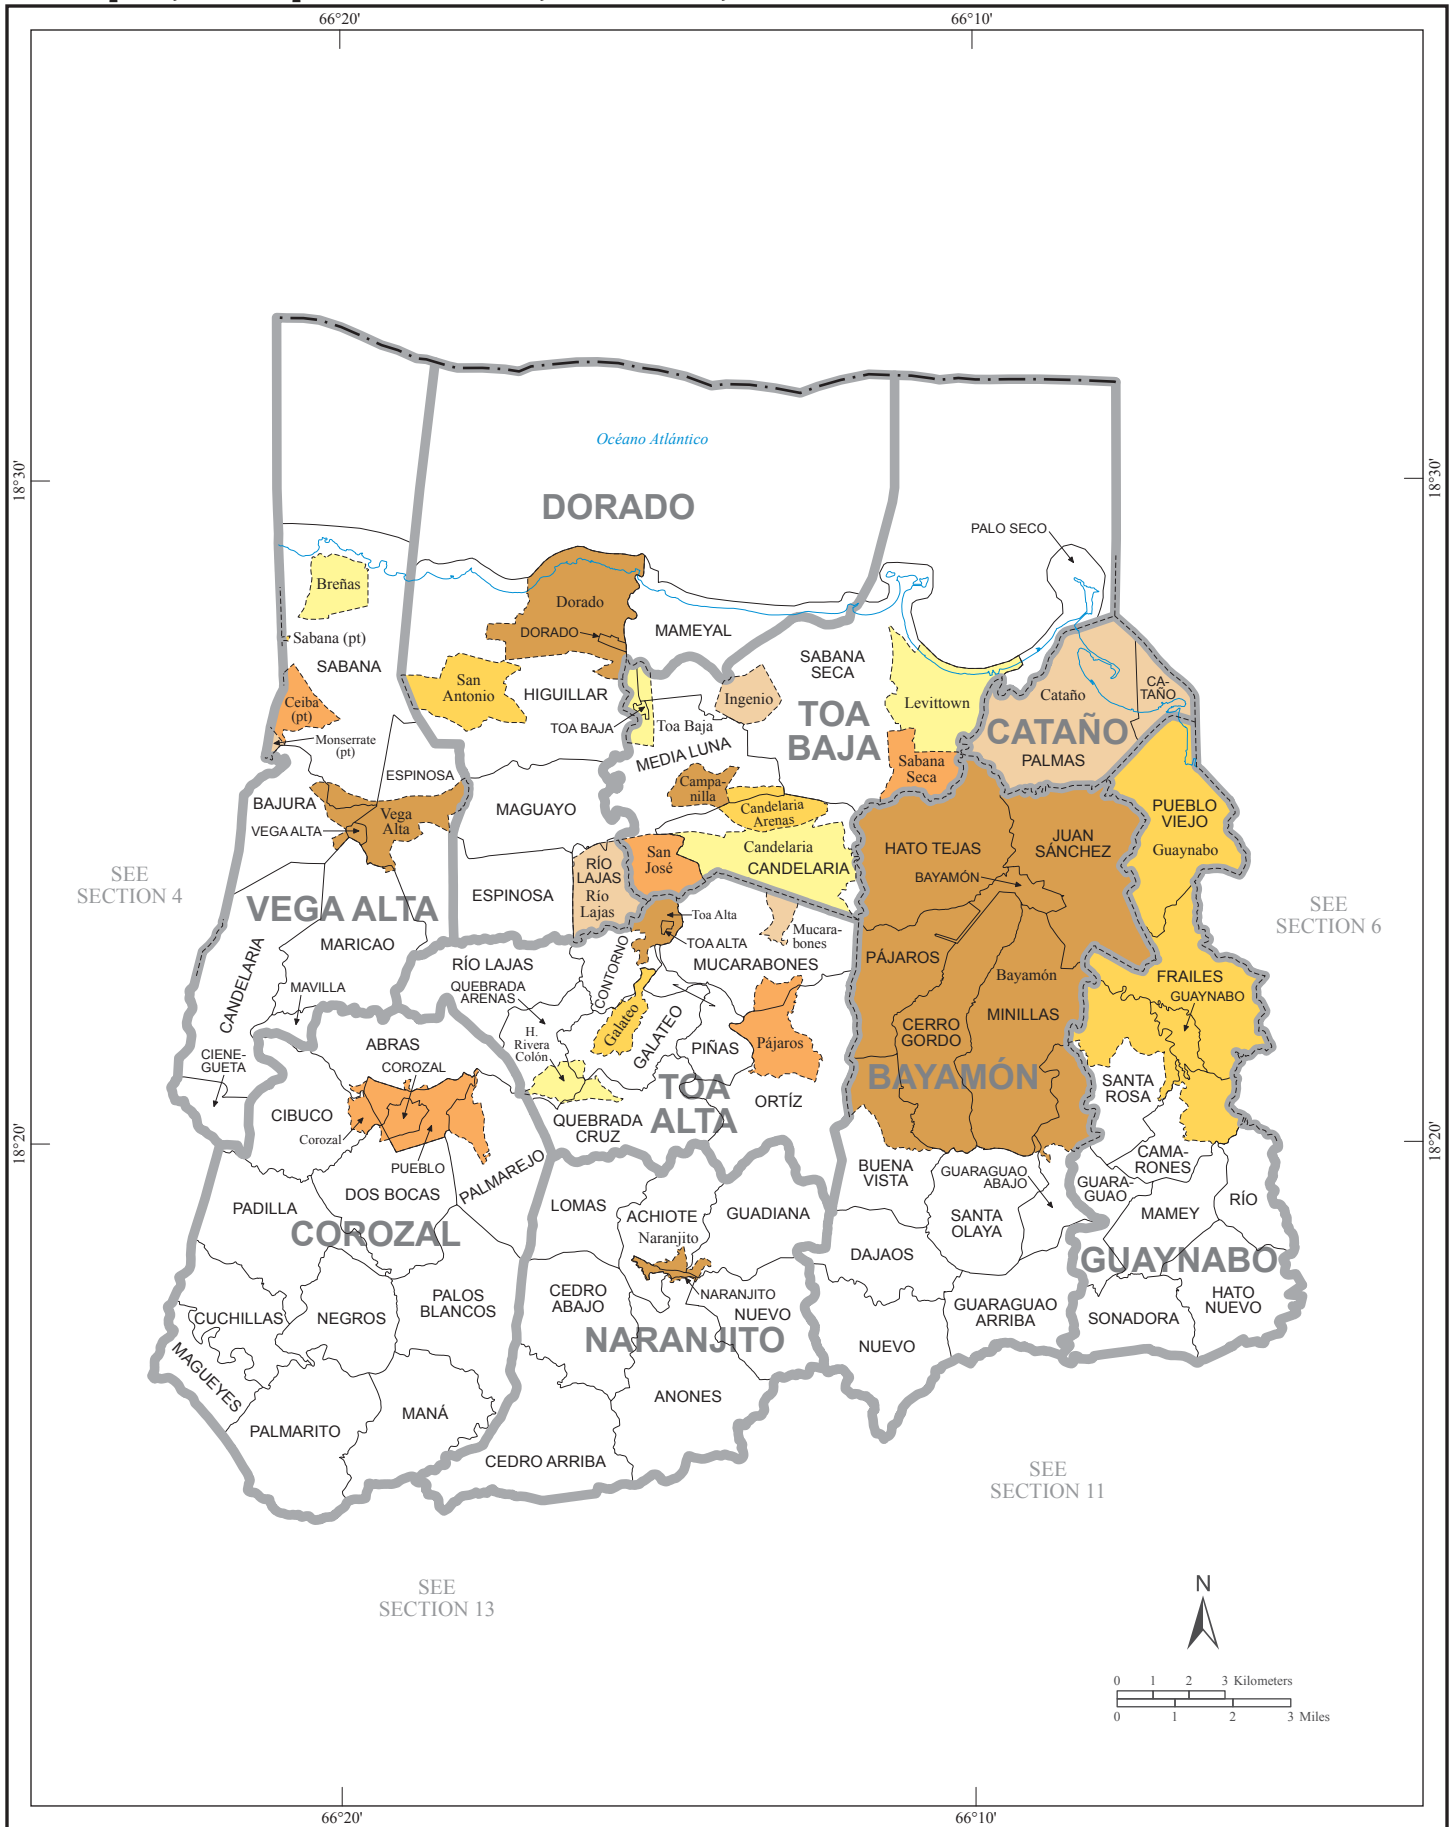 66°20'
66°10'
18°30'
18°30'
Océano Atlántico
DORADO
PALO SECO
Breñas
Dorado
DORADO
MAMEYAL
Sabana (pt)
SABANA
SABANA
SECA
San
Antonio
HIGUILLAR
Ingenio
Levittown
Cataño
CA-
TAÑO
Ceiba
(pt)
TOA BAJA
Toa Baja
TOA
BAJA
CATAÑO
Monserrate
(pt)
MEDIA LUNA
PALMAS
Sabana
Seca
ESPINOSA
Campa-
nilla
BAJURA
MAGUAYO
Candelaria
Arenas
PUEBLO
VIEJO
Vega
Alta
VEGA ALTA
JUAN
SÁNCHEZ
HATO TEJAS
Candelaria
CANDELARIA
Guaynabo
San
José
RÍO
LAJAS
Río
Lajas
BAYAMÓN
SEE
SECTION 4
ESPINOSA
VEGA ALTA
SEE
SECTION 6
Toa Alta
TOA ALTA
Mucara-
bones
MARICAO
CANDELARIA
RÍO LAJAS
CONTORNO
MUCARABONES
PÁJAROS
Bayamón
FRAILES
GUAYNABO
MAVILLA
QUEBRADA
ARENAS
Galateo
GALATEO
CERRO
GORDO
MINILLAS
H.
Rivera
Colón
PIÑAS
Pájaros
ABRAS
CIENE-
GUETA
COROZAL
TOA
ALTA
BAYAMÓN
SANTA
ROSA
CIBUCO
ORTÍZ
Corozal
QUEBRADA
CRUZ
18°20'
18°20'
PUEBLO
PALMAREJO
BUENA
VISTA
GUARAGUAO
ABAJO
CAMA-
RONES
GUARA-
GUAO
DOS BOCAS
PADILLA
LOMAS
ACHIOTE
GUADIANA
SANTA
OLAYA
MAMEY
RÍO
COROZAL
Naranjito
DAJAOS
GUAYNABO
CEDRO
ABAJO
NARANJITO
NUEVO
PALOS
BLANCOS
CUCHILLAS
NEGROS
GUARAGUAO
ARRIBA
HATO
NUEVO
SONADORA
NARANJITO
NUEVO
MAGUEYES
ANONES
MANÁ
PALMARITO
CEDRO ARRIBA
SEE
SECTION 11
SEE
SECTION 13
N
0 1 2 3 Kilometers
0 1 2 3 Miles
66°20'
66°10'